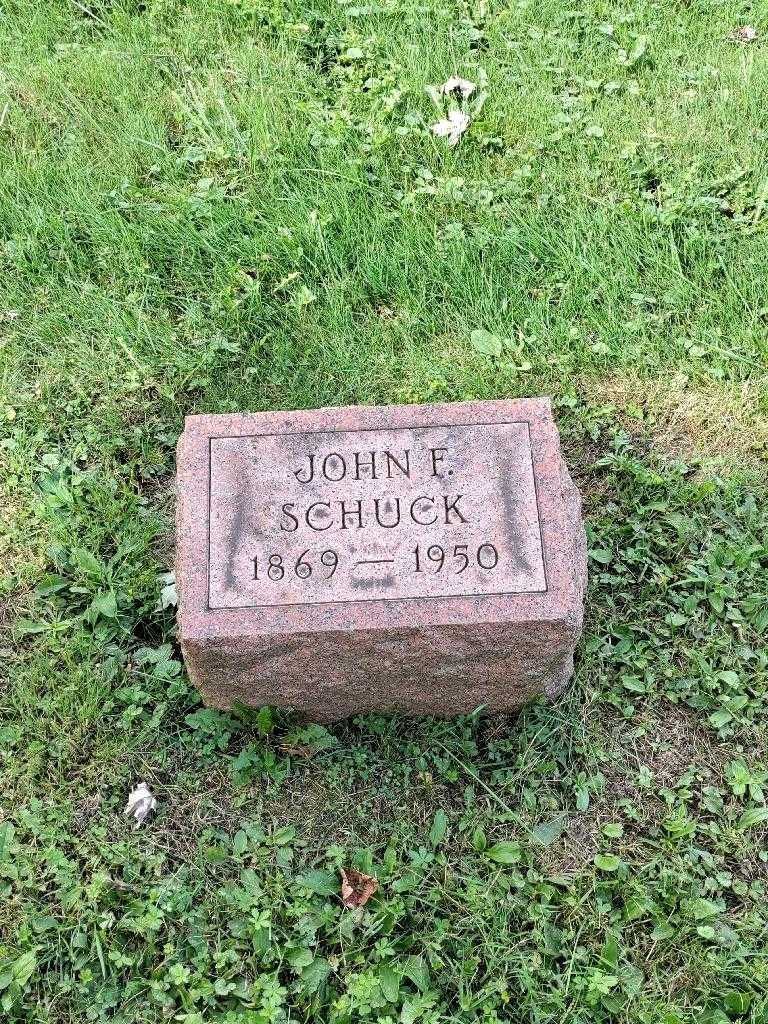 JOHN F.
SCHUCK
1869 — 1950